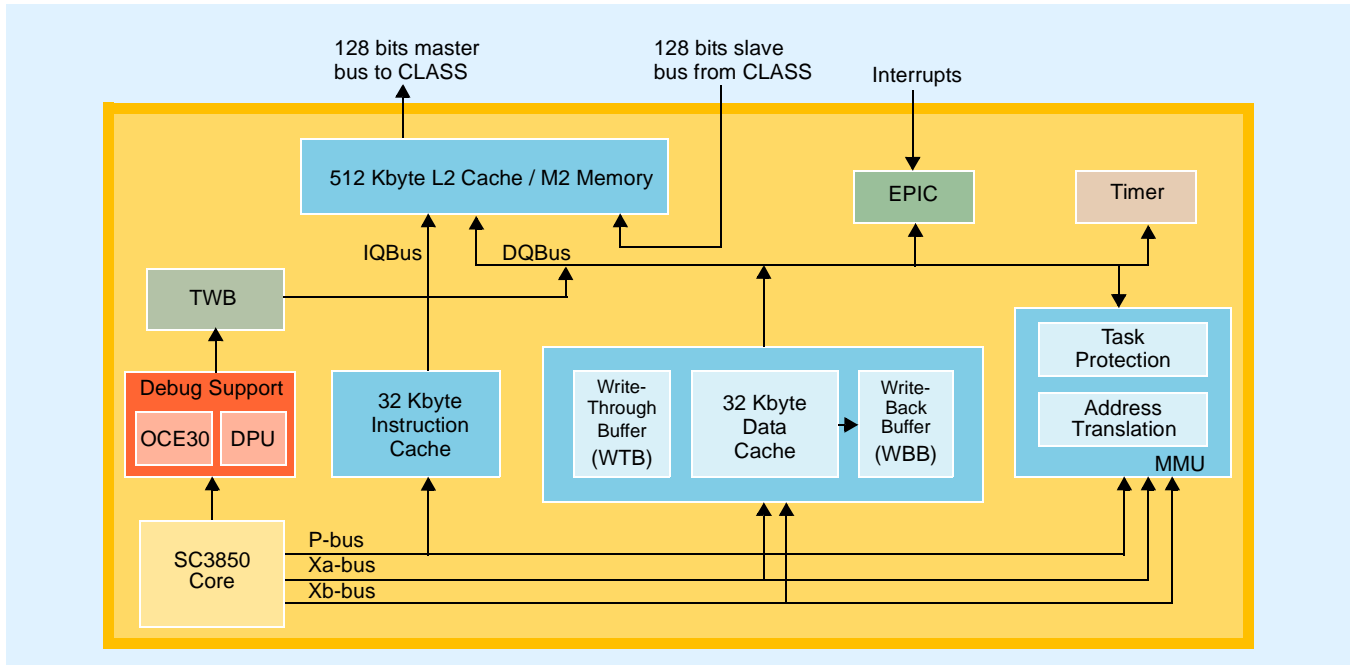 128 bits master
bus to CLASS
128 bits slave
bus from CLASS
Interrupts
512 Kbyte L2 Cache / M2 Memory
EPIC
Timer
IQBus
DQBus
TWB
Task
Protection
Address
Translation
MMU
Debug Support
OCE30
DPU
32 Kbyte
Instruction
Cache
Write-
Through
Buffer
(WTB)
32 Kbyte
Data
Cache
Write-
Back
Buffer
(WBB)
SC3850
Core
P-bus
Xa-bus
Xb-bus